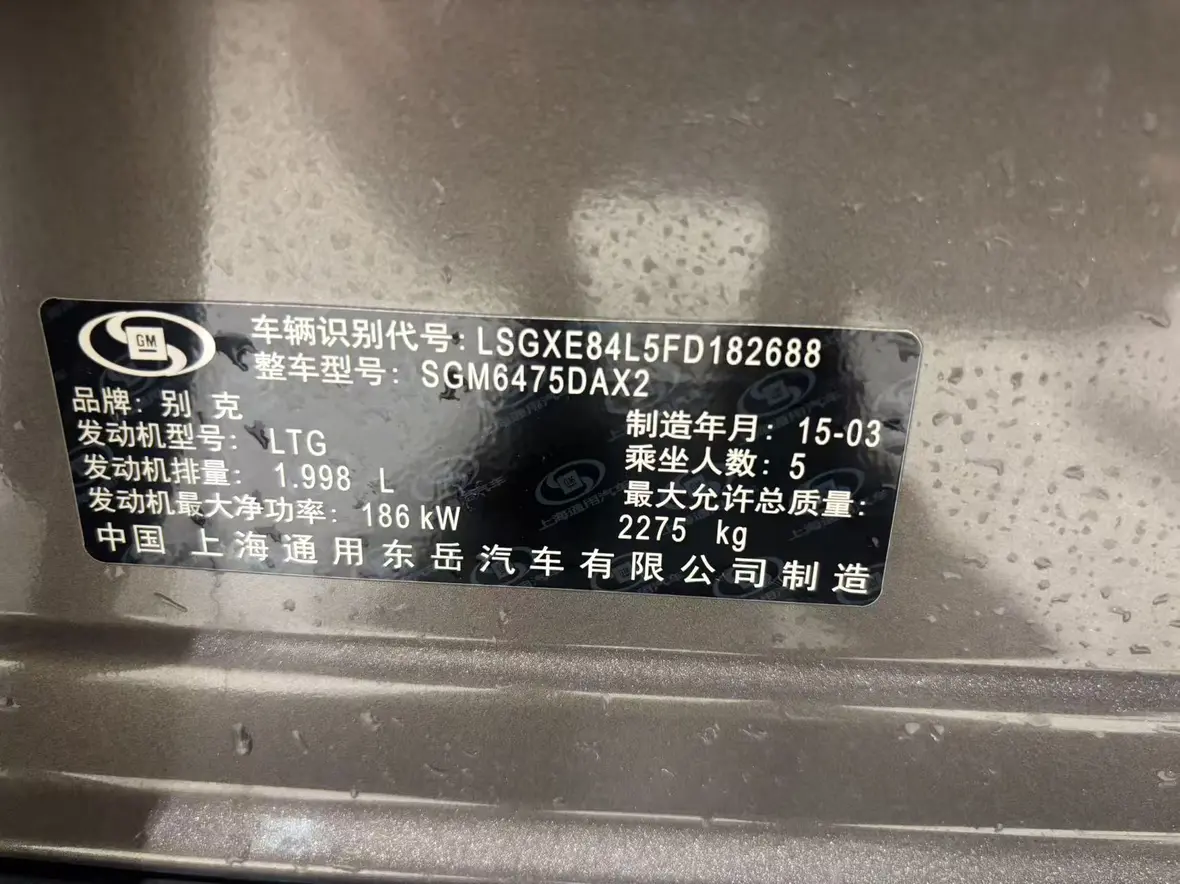 GM
车辆识别代号: LSGXE84L5FD182688
整车型号: SGM6475DAX2
品牌: 别 克
发动机型号: LTG
制造年月: 15-03
发动机排量: 1.998 L
乘坐人数: 5
发动机最大净功率: 186 kW
最大允许总质量:
2275 kg
中国 上海通用东岳汽车有限公司制造